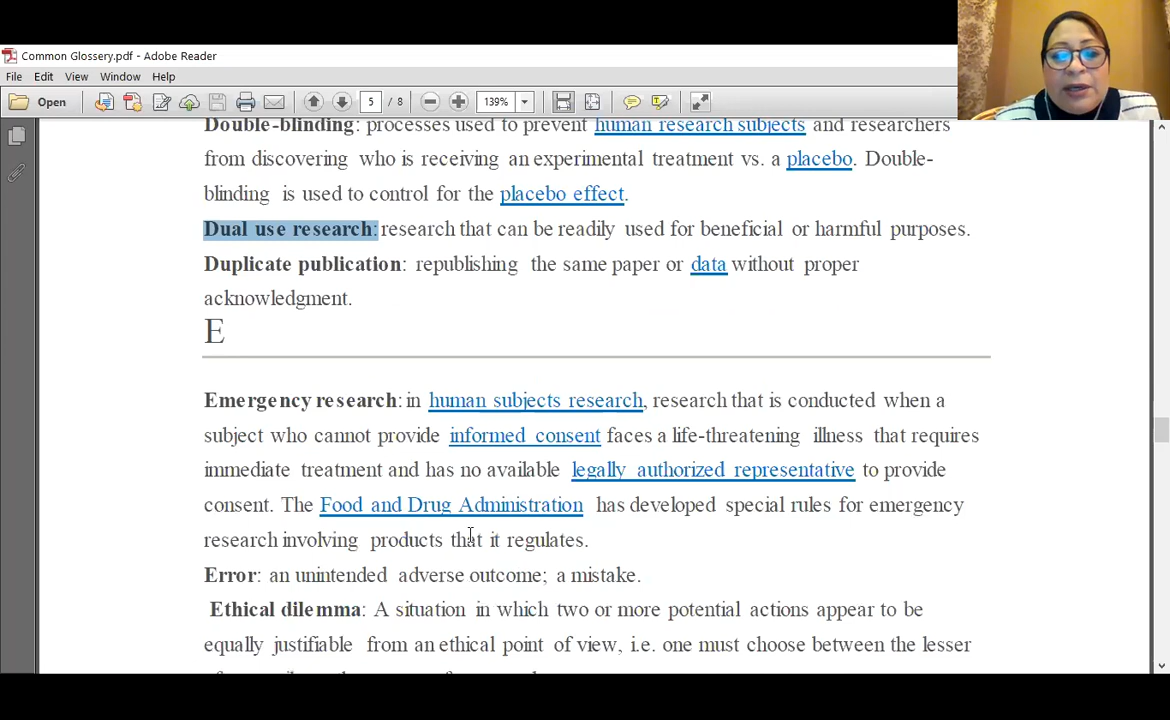 Common Glossery.pdf - Adobe Reader
File Edit View Window Help
Open 5 / 8 139%
Double-blinding: processes used to prevent human research subjects and researchers
from discovering who is receiving an experimental treatment vs. a placebo. Double-
blinding is used to control for the placebo effect.
Dual use research: research that can be readily used for beneficial or harmful purposes.
Duplicate publication: republishing the same paper or data without proper
acknowledgment.
E
Emergency research: in human subjects research, research that is conducted when a
subject who cannot provide informed consent faces a life-threatening illness that requires
immediate treatment and has no available legally authorized representative to provide
consent. The Food and Drug Administration has developed special rules for emergency
research involving products that it regulates.
Error: an unintended adverse outcome; a mistake.
Ethical dilemma: A situation in which two or more potential actions appear to be
equally justifiable from an ethical point of view, i.e. one must choose between the lesser